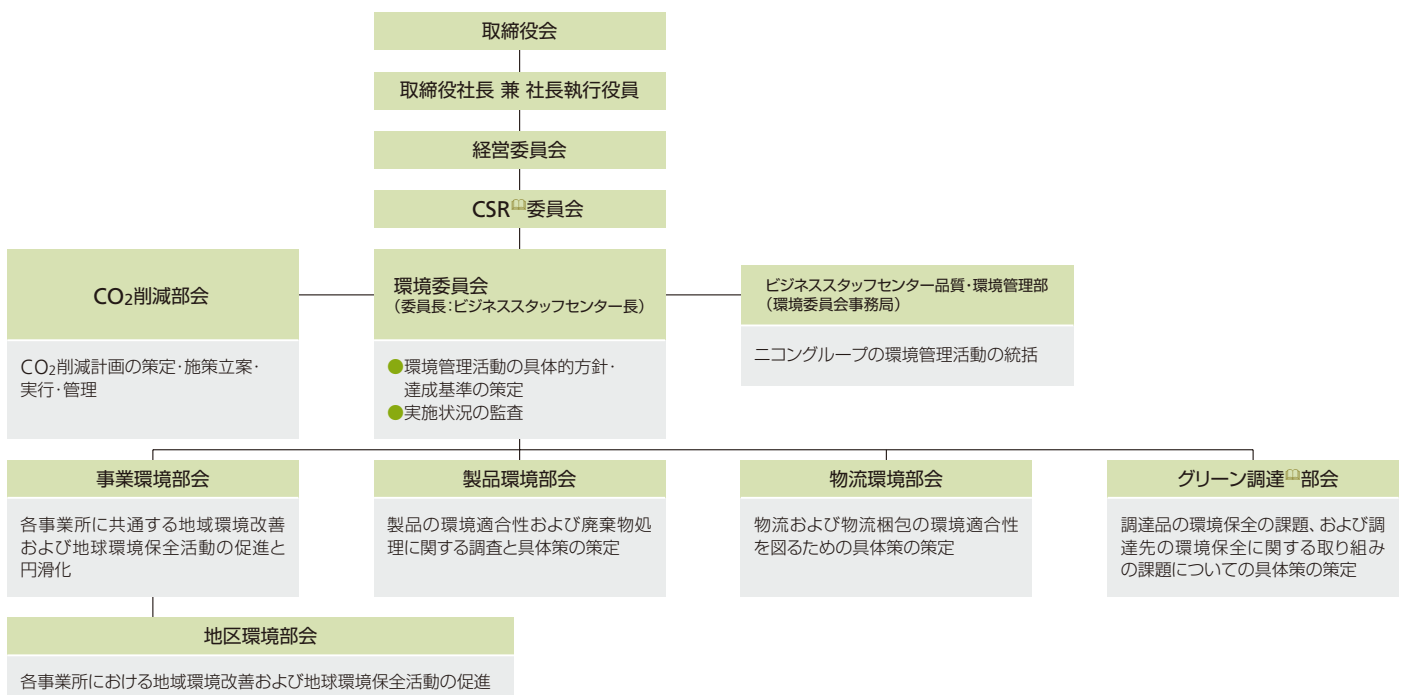 取締役会
取締役社長 兼 社長執行役員
経営委員会
CSR委員会
CO2削減部会
CO2削減計画の策定・施策立案・
実行・管理
環境委員会
(委員長:ビジネススタッフセンター長)
●環境管理活動の具体的方針・
達成基準の策定
●実施状況の監査
ビジネススタッフセンター品質・環境管理部
(環境委員会事務局)
ニコングループの環境管理活動の統括
事業環境部会
各事業所に共通する地域環境改善
および地球環境保全活動の促進と
円滑化
製品環境部会
製品の環境適合性および廃棄物処
理に関する調査と具体策の策定
物流環境部会
物流および物流梱包の環境適合性
を図るための具体策の策定
グリーン調達部会
調達品の環境保全の課題、および調
達先の環境保全に関する取り組み
の課題についての具体策の策定
地区環境部会
各事業所における地域環境改善および地球環境保全活動の促進